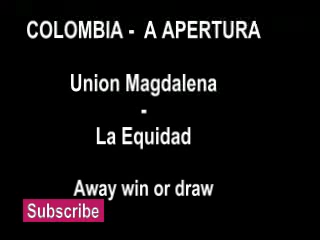 COLOMBIA - A APERTURA
Union Magdalena
-
La Equidad
Away win or draw
Subscribe